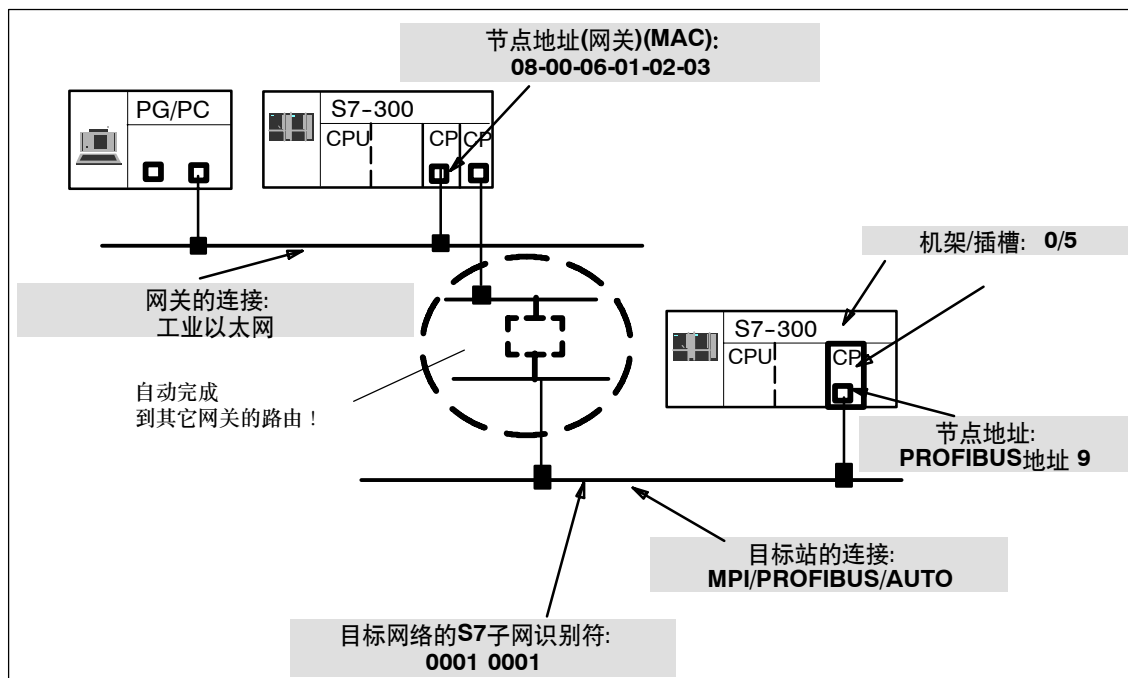 节点地址(网关)(MAC):
08-00-06-01-02-03
PG/PC
S7-300
CPU
CP
CP
机架/插槽: 0/5
网关的连接:
工业以太网
S7-300
CPU
CP
自动完成
到其它网关的路由！
节点地址:
PROFIBUS地址 9
目标站的连接:
MPI/PROFIBUS/AUTO
目标网络的S7子网识别符:
0001 0001